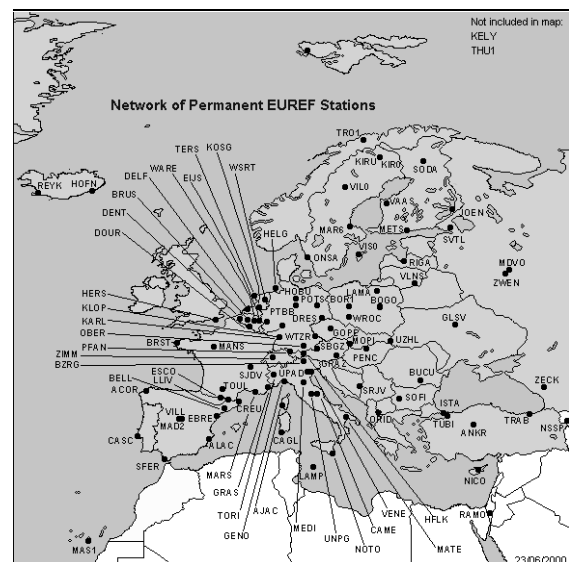 Not included in map:
KELY
THU1
Network of Permanent EUREF Stations
TRO1
KOSG
TERS
KIRU
KIR0
WARE
WSRT
SODA
DELF
EIJS
REYK
HOFN
BRUS
VIL0
VAAS
DENT
JOEN
DOUR
HELG
MAR6
METS
SVTL
ONSA
VIS0
RIGA
MDVO
VLNS
ZWEN
HERS
HOBU
LAMA
POTS
BOR1
BOGO
KLOP
PTBB
DRES
WROC
GLSV
KARL
GOPE
OBER
WTZR
MOPI
UZHL
BRST
MANS
SBGZ
PENC
PFAN
GRAZ
ZIMM
BZRG
SJDV
UPAD
BUCU
ESCO
LLIV
TOUL
SRJV
ZECK
BELL
SOFI
ACOR
CREU
ISTA
VILL
EBRE
ORID
TUBI
TRAB
MAD2
ANKR
NSSP
CASC
ALAC
CAGL
SFER
NICO
MARS
LAMP
GRAS
VENE
RAMO
TORI
AJAC
HFLK
CAME
GENO
MEDI
UNPG
MATE
NOTO
MAS1
23/06/2000